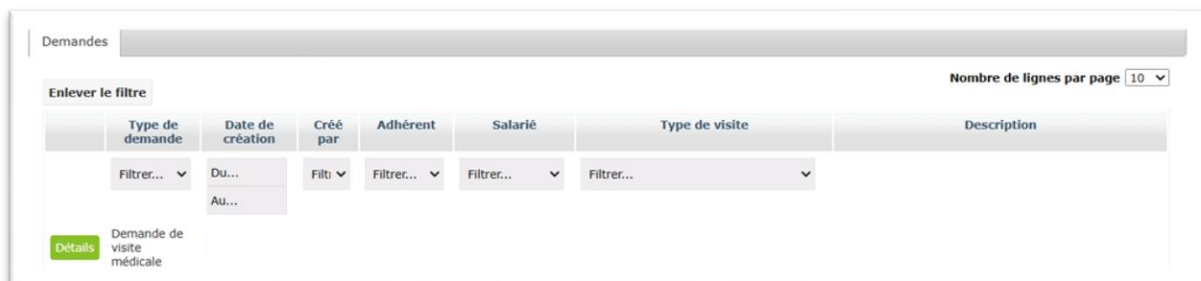 Demandes
Nombre de lignes par page 10
Enlever le filtre
Type de demande Date de création Créé par Adhérent Salarié Type de visite Description
Filtrer... Du... Filtr Filtrer... Filtrer... Filtrer...
Au...
Détails Demande de
visite
médicale